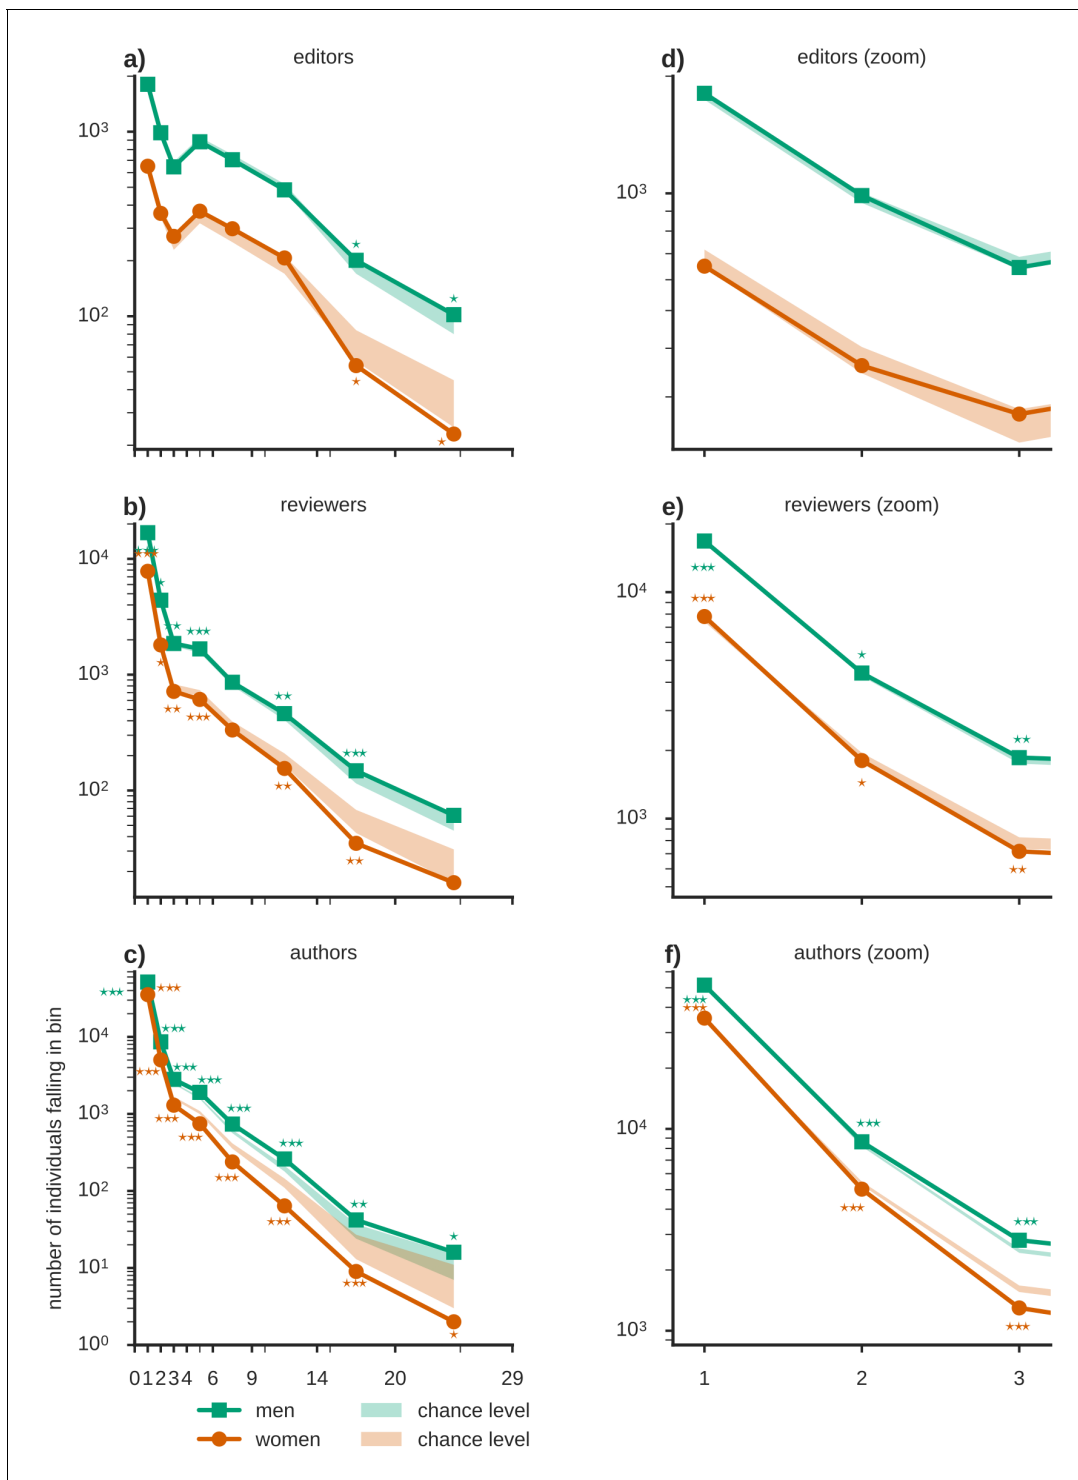 a) editors
10³
10²
d) editors (zoom)
10³
b) reviewers
10⁴
10³
10²
e) reviewers (zoom)
10⁴
10³
c) authors
number of individuals falling in bin
10⁴
10³
10²
10¹
10⁰
0 1 2 3 4 6 9 14 20 29
f) authors (zoom)
10⁴
10³
1 2 3
men chance level
women chance level